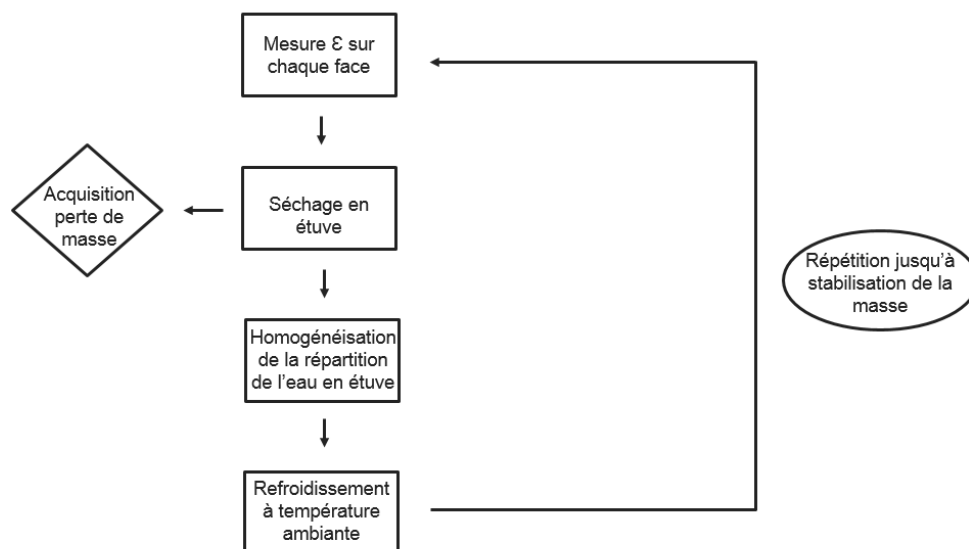 Mesure Ɛ sur
chaque face
Acquisition
perte de
masse
Séchage en
étuve
Répétition jusqu'à
stabilisation de la
masse
Homogénéisation
de la répartition
de l'eau en étuve
Refroidissement
à température
ambiante